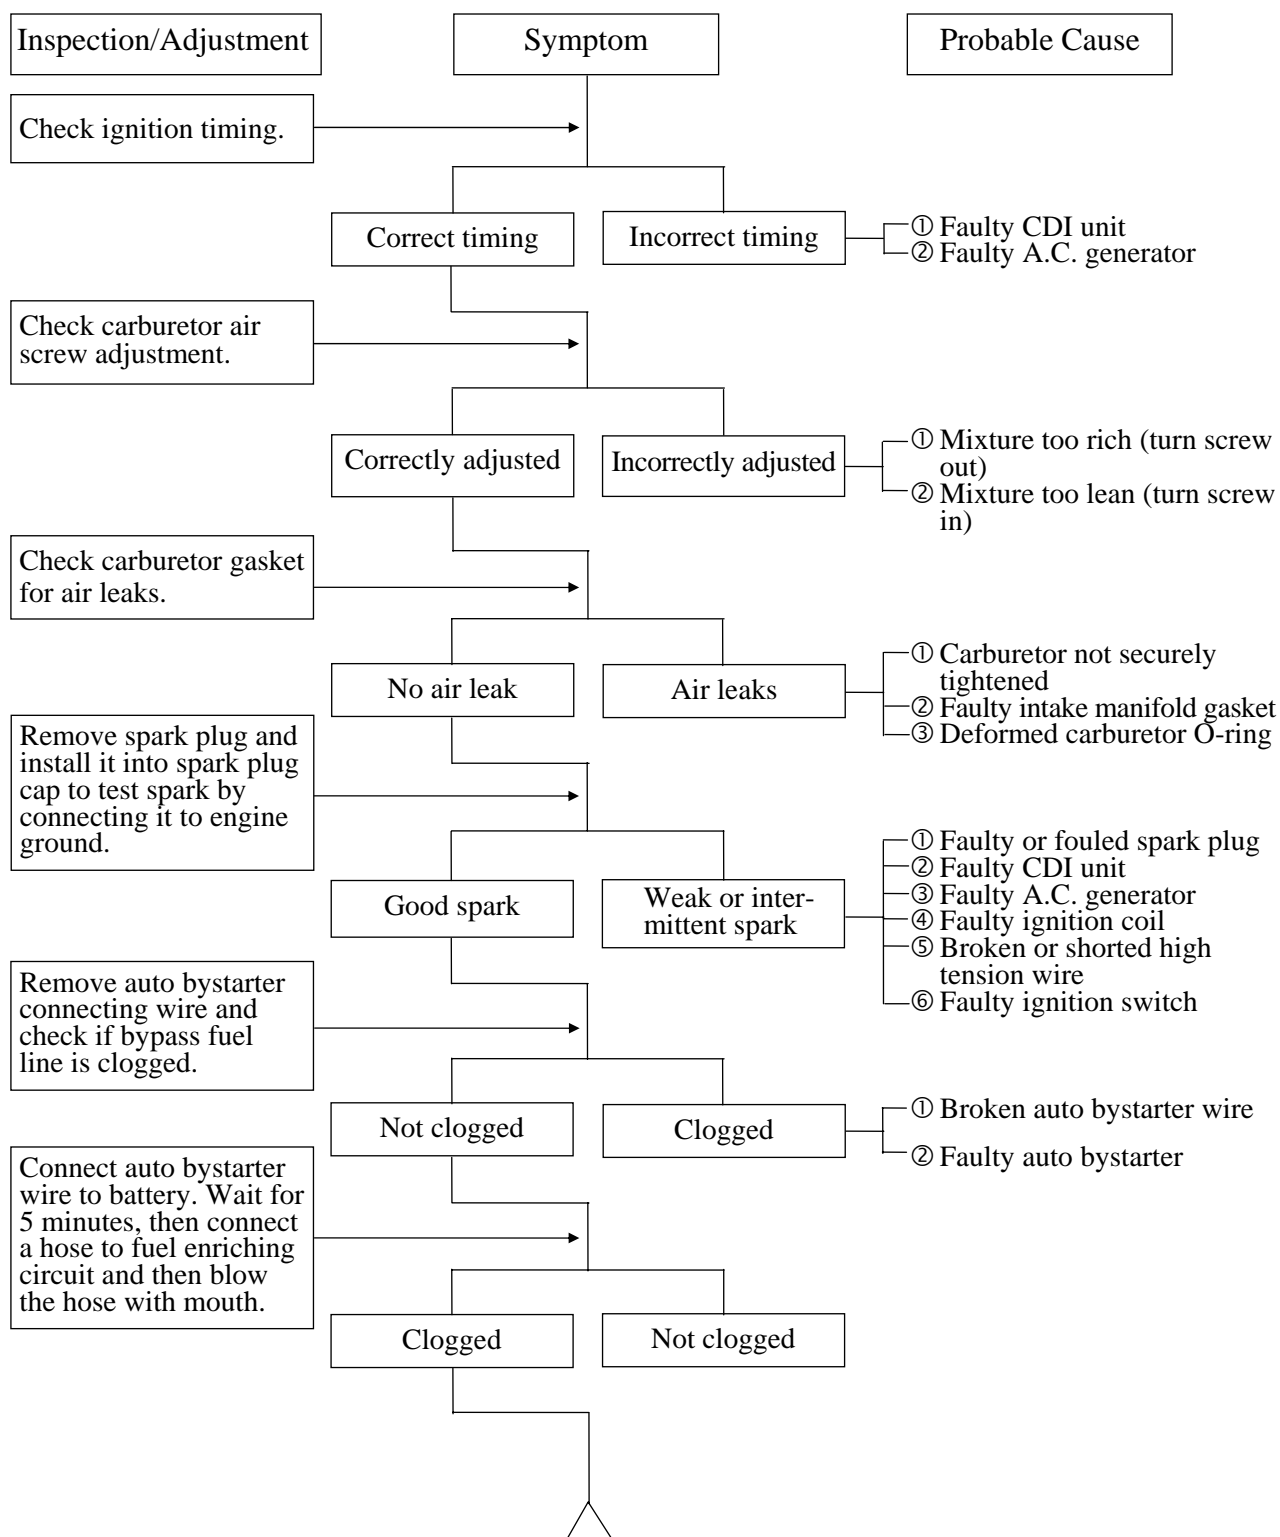 Inspection/Adjustment
Symptom
Probable Cause
Check ignition timing.
Correct timing
Incorrect timing
① Faulty CDI unit
② Faulty A.C. generator
Check carburetor air
screw adjustment.
Correctly adjusted
Incorrectly adjusted
① Mixture too rich (turn screw
out)
② Mixture too lean (turn screw
in)
Check carburetor gasket
for air leaks.
No air leak
Air leaks
① Carburetor not securely
tightened
② Faulty intake manifold gasket
③ Deformed carburetor O-ring
Remove spark plug and
install it into spark plug
cap to test spark by
connecting it to engine
ground.
Good spark
Weak or inter-
mittent spark
① Faulty or fouled spark plug
② Faulty CDI unit
③ Faulty A.C. generator
④ Faulty ignition coil
⑤ Broken or shorted high
tension wire
⑥ Faulty ignition switch
Remove auto bystarter
connecting wire and
check if bypass fuel
line is clogged.
Not clogged
Clogged
① Broken auto bystarter wire
② Faulty auto bystarter
Connect auto bystarter
wire to battery. Wait for
5 minutes, then connect
a hose to fuel enriching
circuit and then blow
the hose with mouth.
Clogged
Not clogged